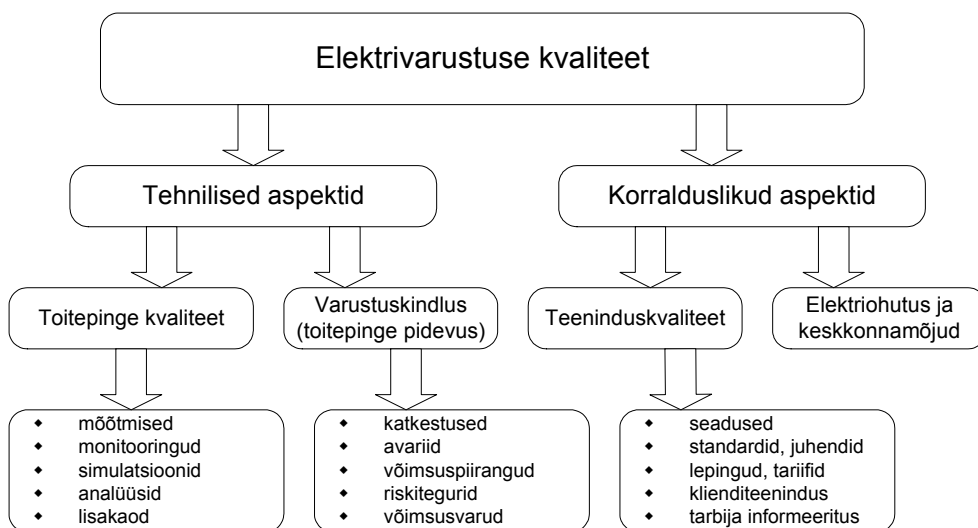 Elektrivarustuse kvaliteet
Tehnilised aspektid
Korralduslikud aspektid
Toitepinge kvaliteet
Varustuskindlus
(toitepinge pidevus)
Teeninduskvaliteet
Elektriohutus ja
keskkonnamõjud
mõõtmised
monitooringud
simulatsioonid
analüüsid
lisakaod
katkestused
avariid
võimsuspiirangud
riskitegurid
võimsusvarud
seadused
standardid, juhendid
lepingud, tariifid
klienditeenindus
tarbija informeeritus